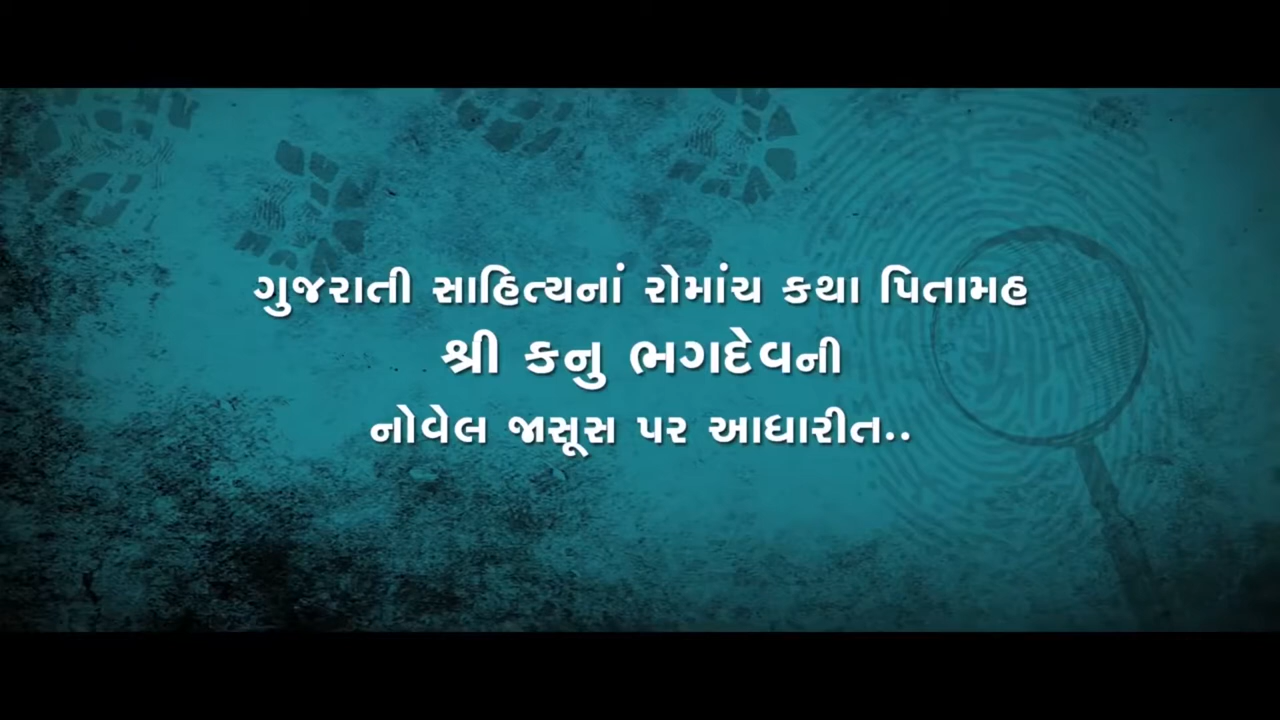 ગુજરાતી સાહિત્યનાં રોમાંચ કથા પિતામહ
શ્રી કનુ ભગદેવની
નોવેલ જાસૂસ પર આધારીત..